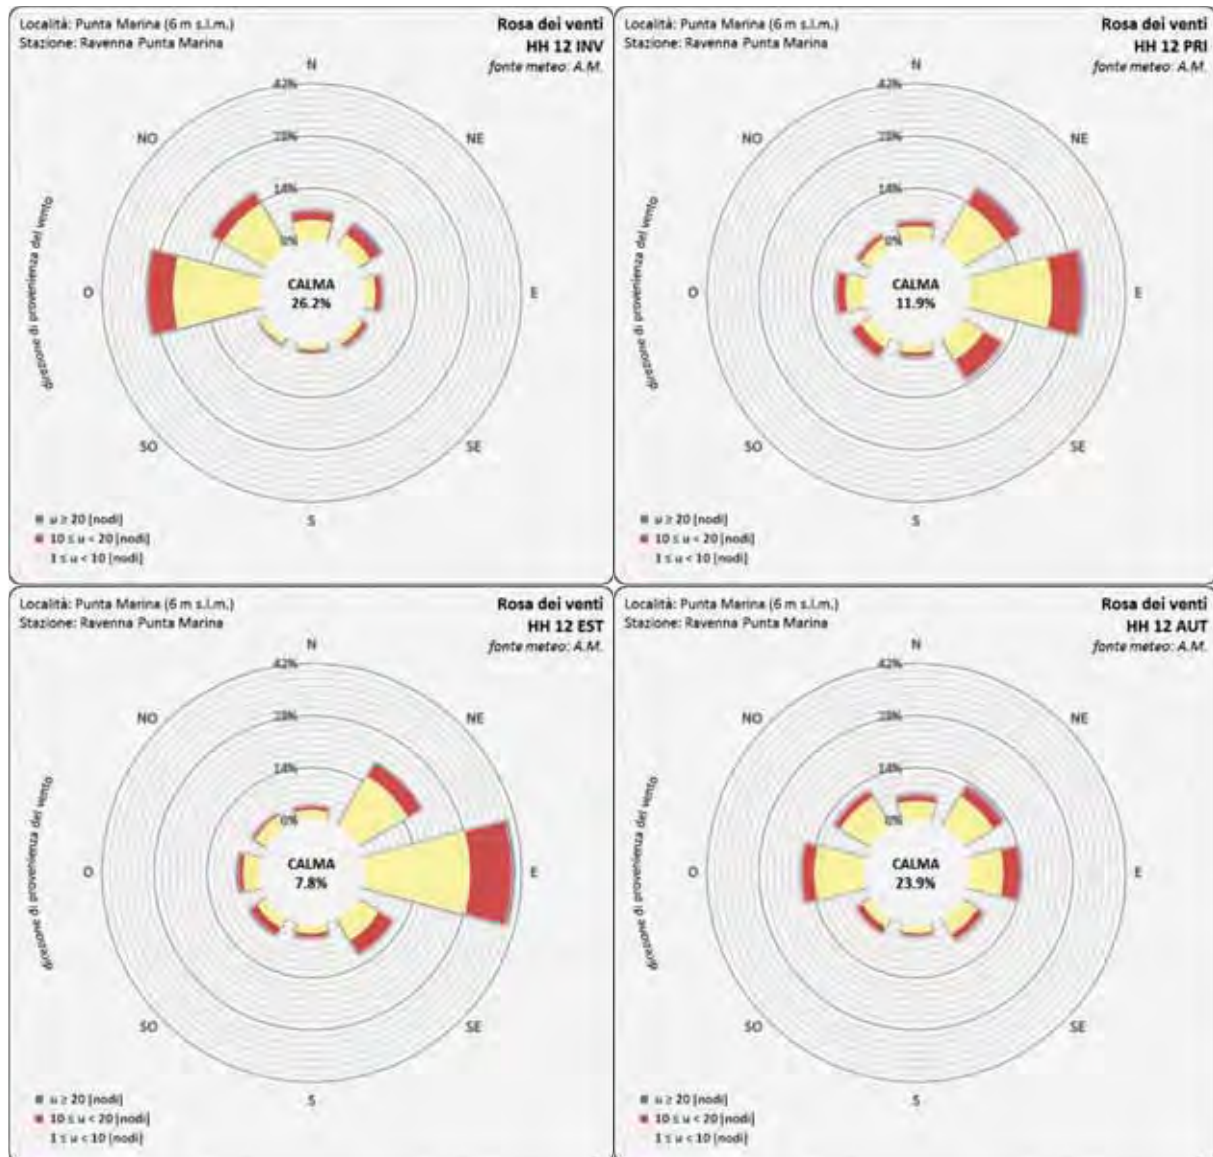 Località: Punta Marina (6 m s.l.m.)
Stazione: Ravenna Punta Marina
Rosa dei venti
HH 12 INV
fonte meteo: A.M.
N
42%
28%
14%
0%
NO
NE
direzione di provenienza del vento
O
E
CALMA
26.2%
SO
SE
S
u ≥ 20 [nodi]
10 ≤ u < 20 [nodi]
1 ≤ u < 10 [nodi]
Località: Punta Marina (6 m s.l.m.)
Stazione: Ravenna Punta Marina
Rosa dei venti
HH 12 PRI
fonte meteo: A.M.
N
42%
28%
14%
0%
NO
NE
direzione di provenienza del vento
O
E
CALMA
11.9%
SO
SE
S
u ≥ 20 [nodi]
10 ≤ u < 20 [nodi]
1 ≤ u < 10 [nodi]
Località: Punta Marina (6 m s.l.m.)
Stazione: Ravenna Punta Marina
Rosa dei venti
HH 12 EST
fonte meteo: A.M.
N
42%
28%
14%
0%
NO
NE
direzione di provenienza del vento
O
E
CALMA
7.8%
SO
SE
S
u ≥ 20 [nodi]
10 ≤ u < 20 [nodi]
1 ≤ u < 10 [nodi]
Località: Punta Marina (6 m s.l.m.)
Stazione: Ravenna Punta Marina
Rosa dei venti
HH 12 AUT
fonte meteo: A.M.
N
42%
28%
14%
0%
NO
NE
direzione di provenienza del vento
O
E
CALMA
23.9%
SO
SE
S
u ≥ 20 [nodi]
10 ≤ u < 20 [nodi]
1 ≤ u < 10 [nodi]